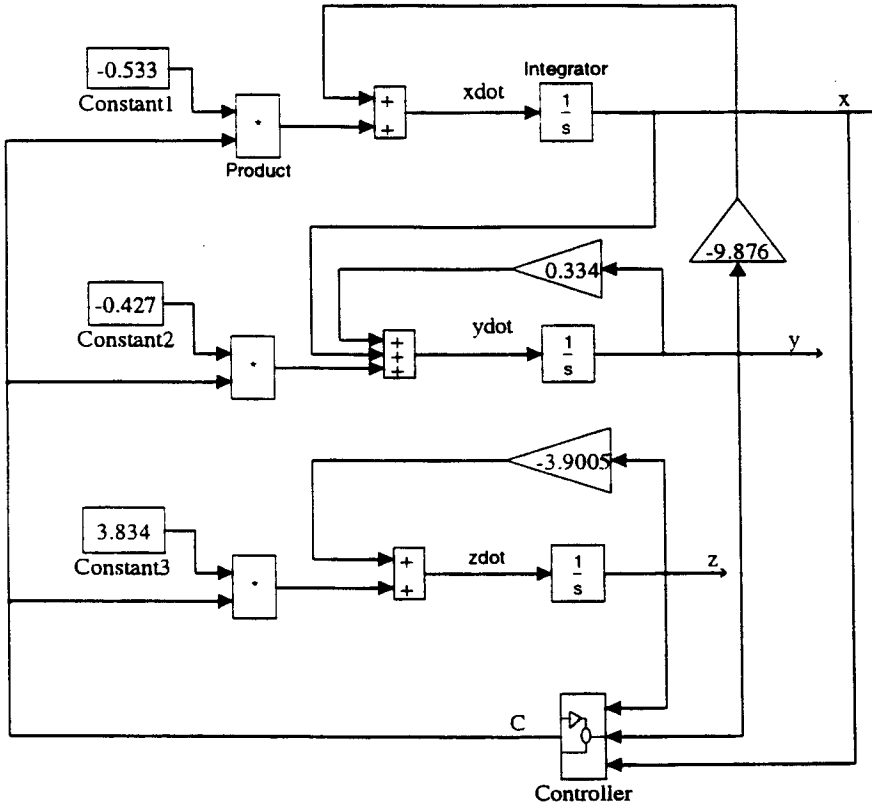 -0.533
Constant1
*
Product
+
+
xdot
Integrator
1
s
x
-9.876
0.334
-0.427
Constant2
*
+
+
+
ydot
1
s
y
-3.9005
3.834
Constant3
*
+
+
zdot
1
s
z
C
Controller